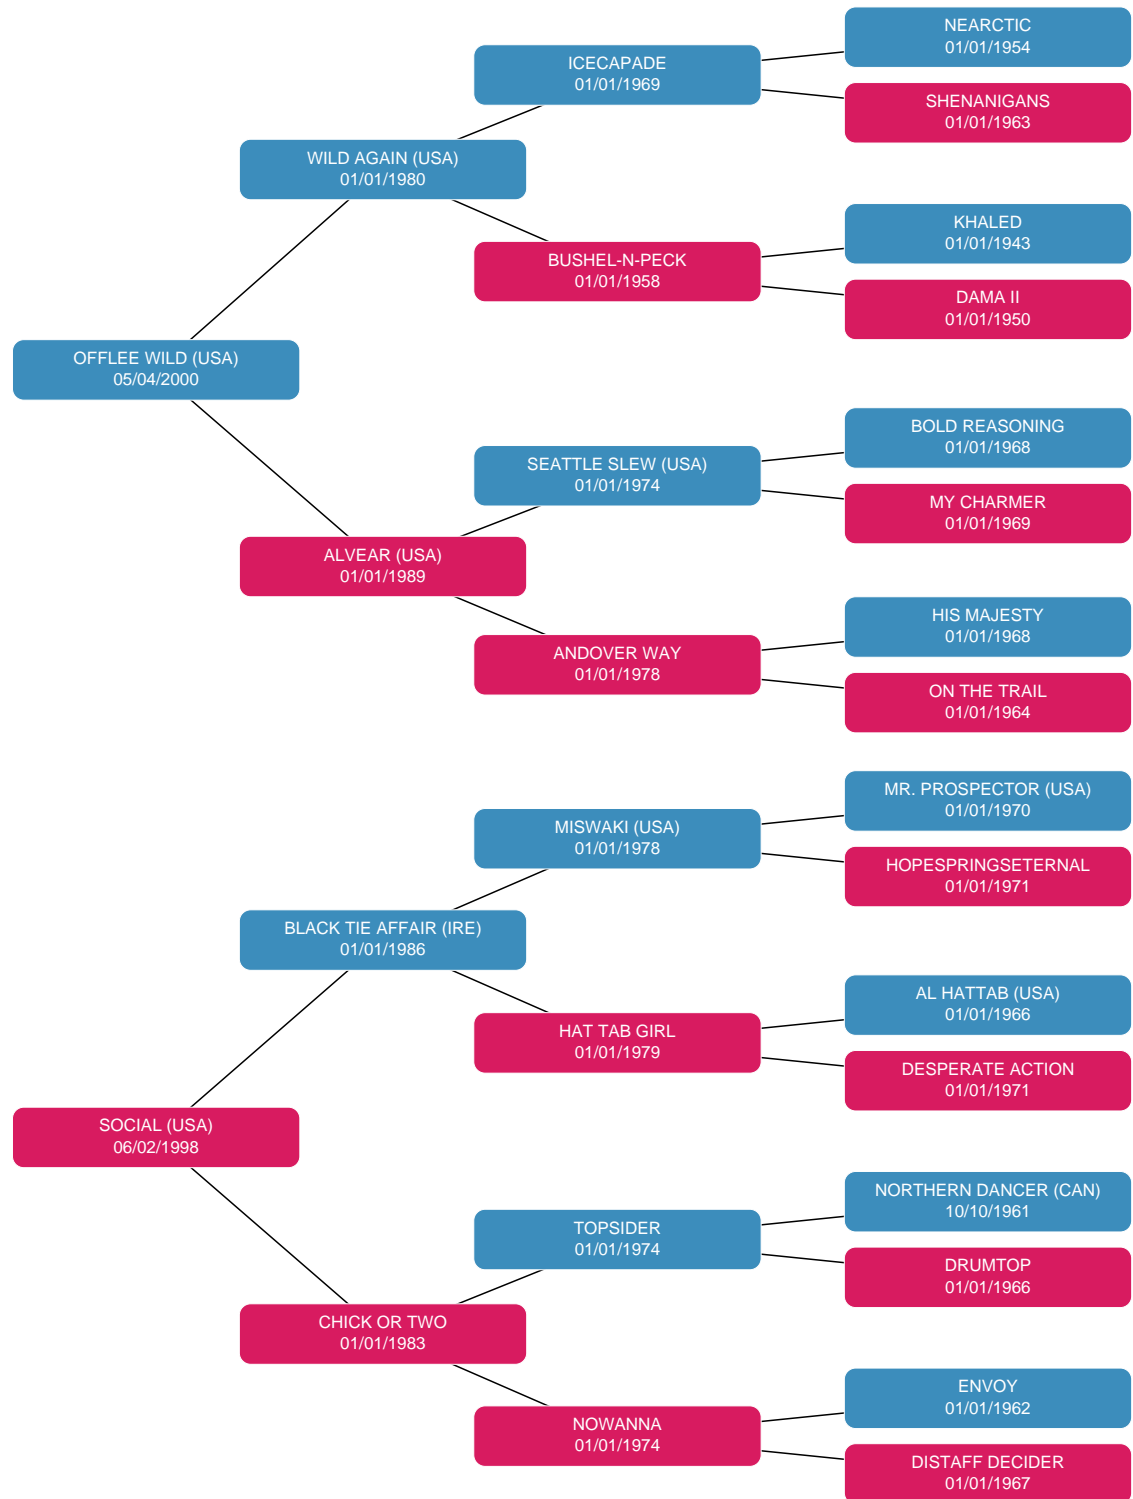 NEARCTIC
01/01/1954
ICECAPADE
01/01/1969
SHENANIGANS
01/01/1963
WILD AGAIN (USA)
01/01/1980
KHALED
01/01/1943
BUSHEL-N-PECK
01/01/1958
DAMA II
01/01/1950
OFFLEE WILD (USA)
05/04/2000
BOLD REASONING
01/01/1968
SEATTLE SLEW (USA)
01/01/1974
MY CHARMER
01/01/1969
ALVEAR (USA)
01/01/1989
HIS MAJESTY
01/01/1968
ANDOVER WAY
01/01/1978
ON THE TRAIL
01/01/1964
MR. PROSPECTOR (USA)
01/01/1970
MISWAKI (USA)
01/01/1978
HOPESPRINGSETERNAL
01/01/1971
BLACK TIE AFFAIR (IRE)
01/01/1986
AL HATTAB (USA)
01/01/1966
HAT TAB GIRL
01/01/1979
DESPERATE ACTION
01/01/1971
SOCIAL (USA)
06/02/1998
NORTHERN DANCER (CAN)
10/10/1961
TOPSIDER
01/01/1974
DRUMTOP
01/01/1966
CHICK OR TWO
01/01/1983
ENVOY
01/01/1962
NOWANNA
01/01/1974
DISTAFF DECIDER
01/01/1967